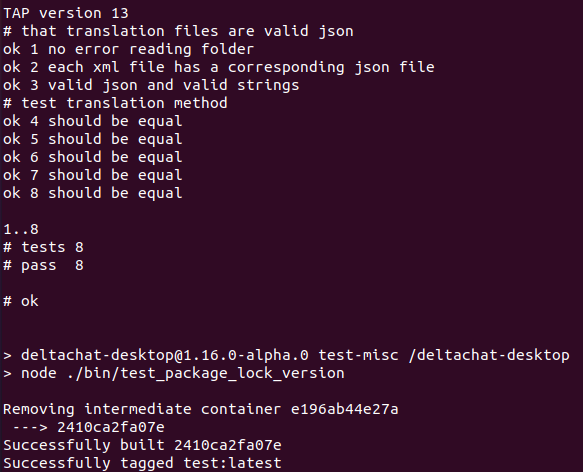 TAP version 13
# that translation files are valid json
ok 1 no error reading folder
ok 2 each xml file has a corresponding json file
ok 3 valid json and valid strings
# test translation method
ok 4 should be equal
ok 5 should be equal
ok 6 should be equal
ok 7 should be equal
ok 8 should be equal
1..8
# tests 8
# pass  8
# ok
> deltachat-desktop@1.16.0-alpha.0 test-misc /deltachat-desktop
> node ./bin/test_package_lock_version
Removing intermediate container e196ab44e27a
 ---> 2410ca2fa07e
Successfully built 2410ca2fa07e
Successfully tagged test:latest